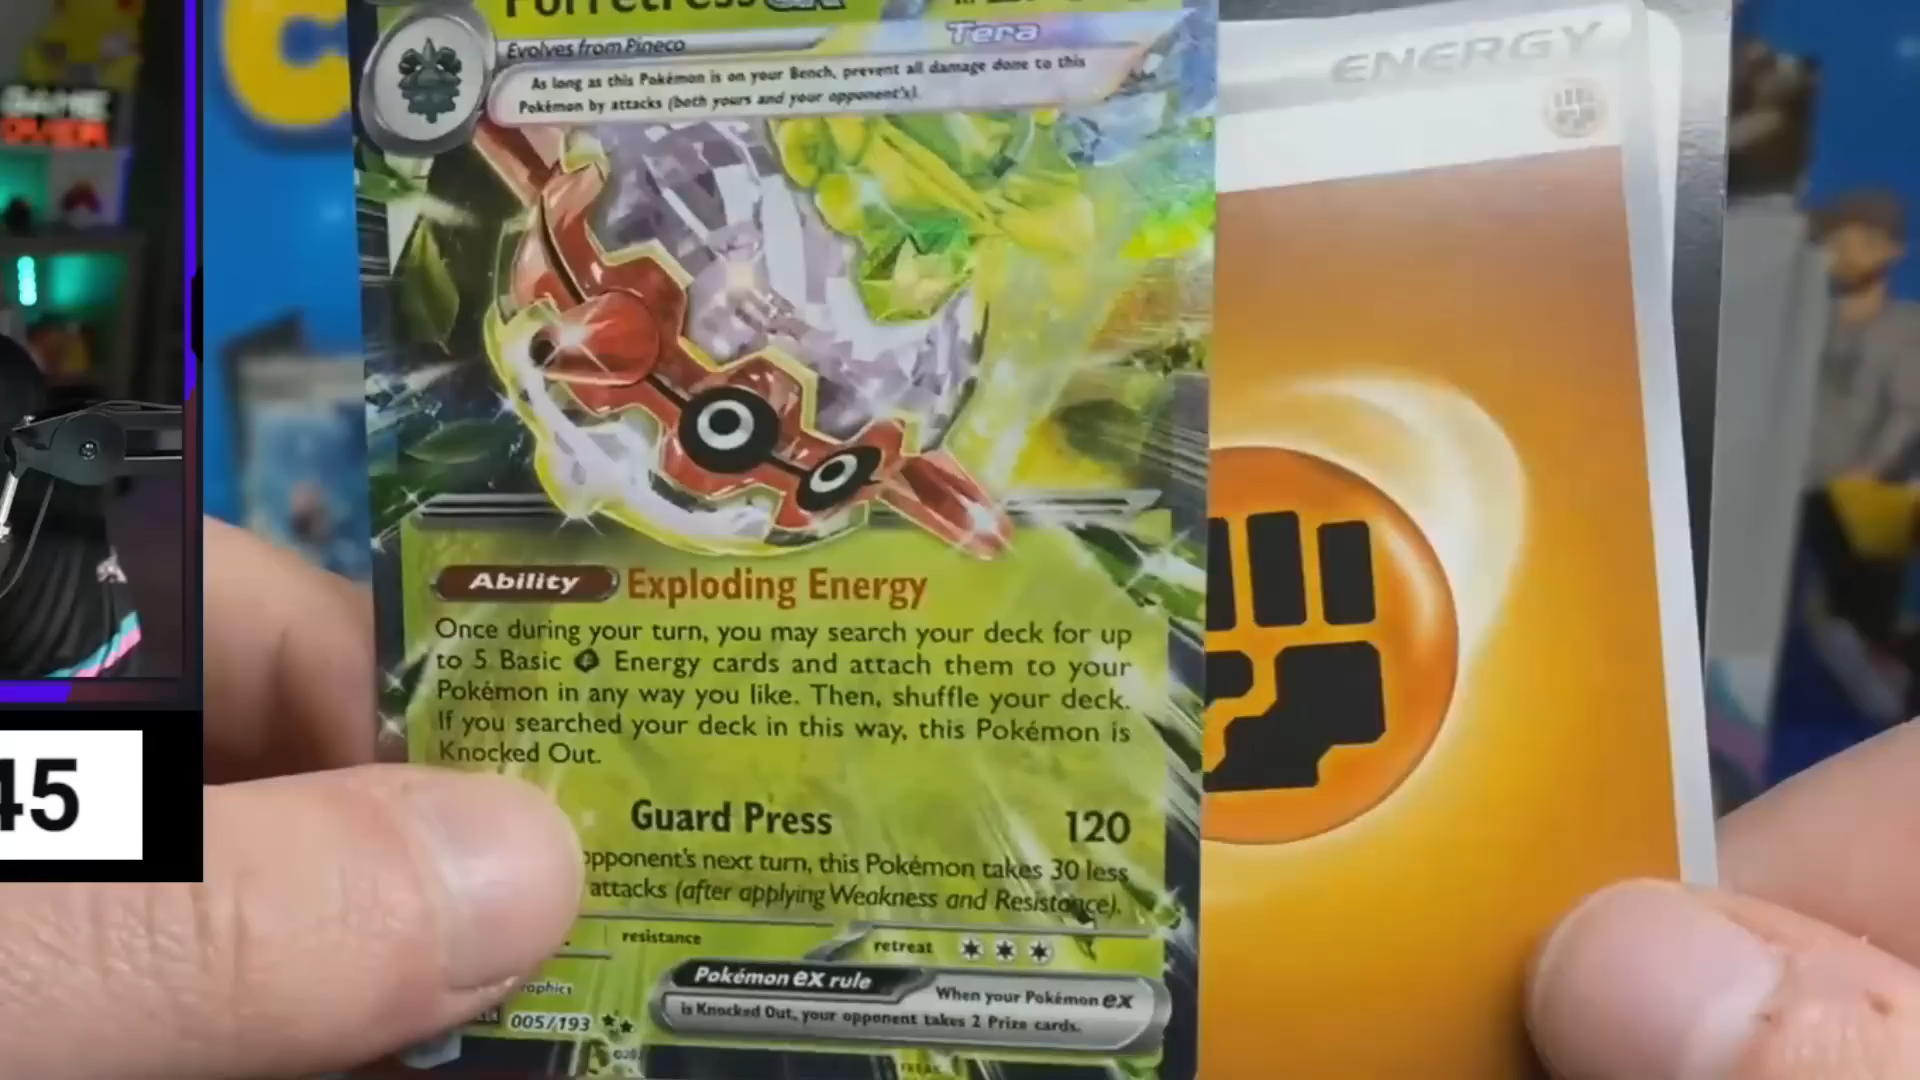 Forretress ex
Evolves from Pineco
Tera
As long as this Pokémon is on your Bench, prevent all damage done to this
Pokémon by attacks (both yours and your opponent's).
ENERGY
GAME
OVER
Ability Exploding Energy
Once during your turn, you may search your deck for up
to 5 Basic Energy cards and attach them to your
Pokémon in any way you like. Then, shuffle your deck.
If you searched your deck in this way, this Pokémon is
Knocked Out.
45
Guard Press 120
opponent's next turn, this Pokémon takes 30 less
attacks (after applying Weakness and Resistance).
resistance
retreat
Pokémon ex rule
When your Pokémon ex
is Knocked Out, your opponent takes 2 Prize cards.
005/193